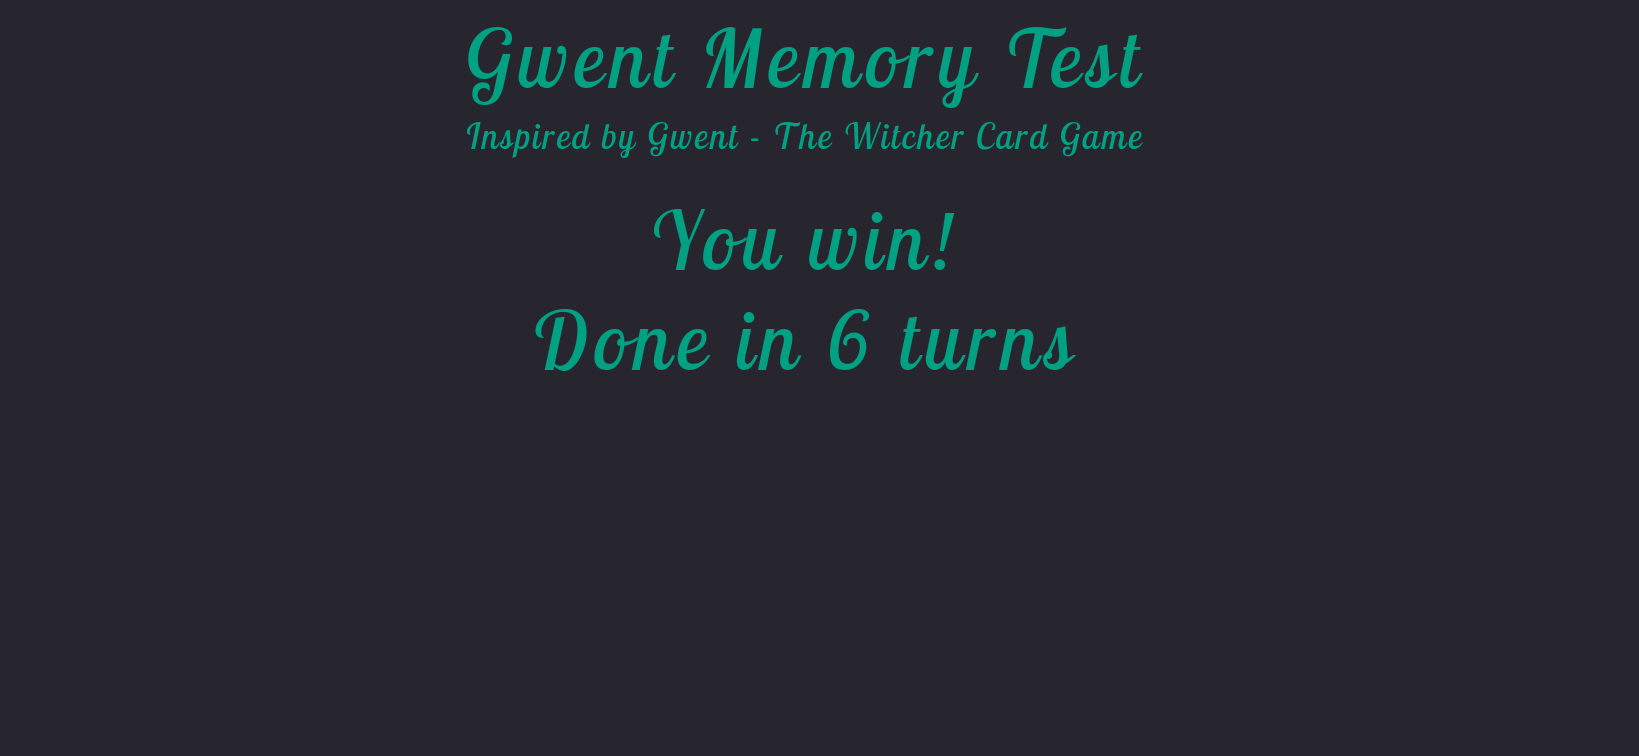 Gwent Memory Test
Inspired by Gwent - The Witcher Card Game
You win!
Done in 6 turns